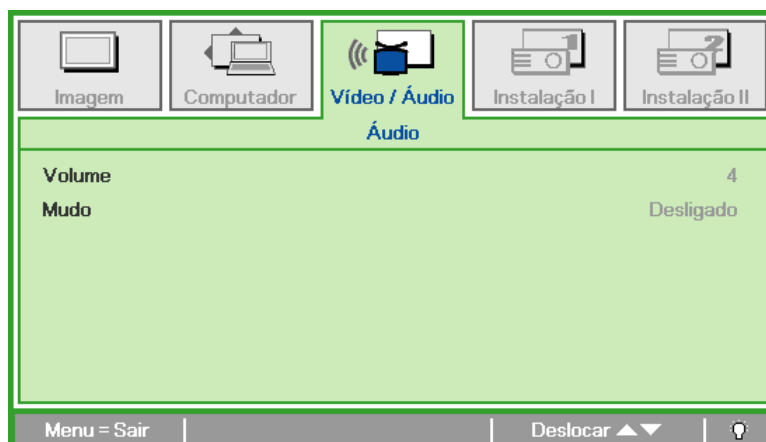 Imagem Computador Vídeo / Áudio Instalação I Instalação II
Áudio
Volume 4
Mudo Desligado
Menu = Sair Deslocar ▲▼